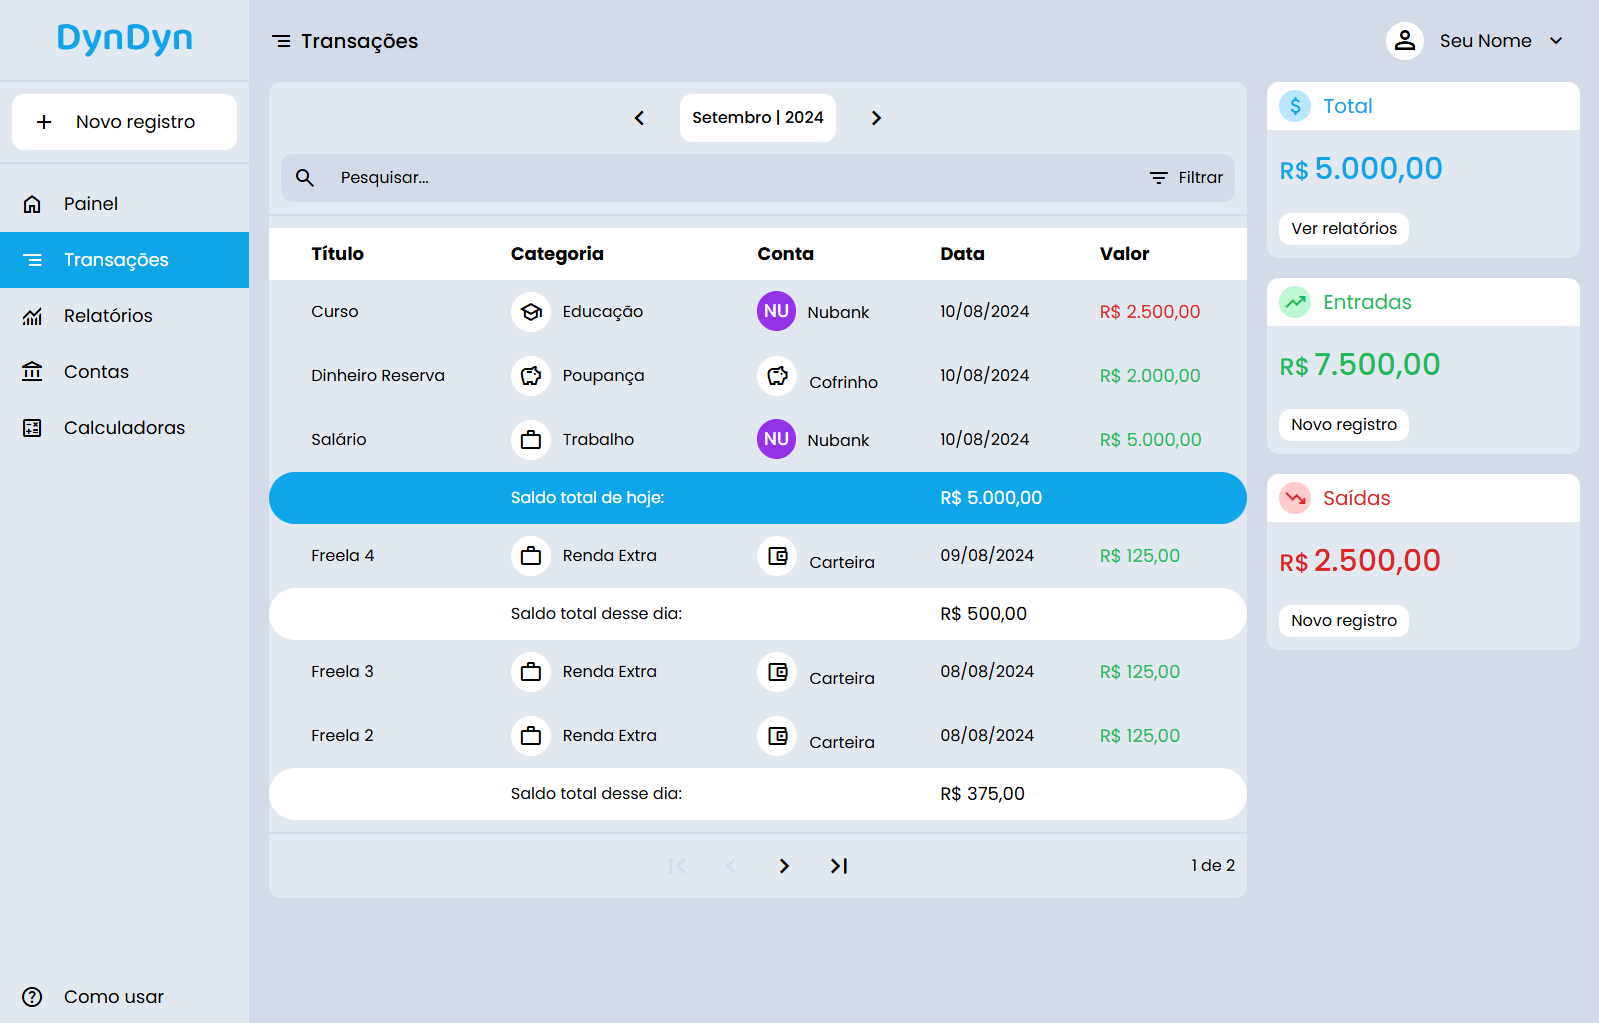 DynDyn
Novo registro
Painel
Transações
Relatórios
Contas
Calculadoras
Como usar
Transações
Seu Nome
Setembro | 2024
Pesquisar...
Filtrar
Título Categoria Conta Data Valor
Curso Educação NU Nubank 10/08/2024 R$ 2.500,00
Dinheiro Reserva Poupança Cofrinho 10/08/2024 R$ 2.000,00
Salário Trabalho NU Nubank 10/08/2024 R$ 5.000,00
Saldo total de hoje: R$ 5.000,00
Freela 4 Renda Extra Carteira 09/08/2024 R$ 125,00
Saldo total desse dia: R$ 500,00
Freela 3 Renda Extra Carteira 08/08/2024 R$ 125,00
Freela 2 Renda Extra Carteira 08/08/2024 R$ 125,00
Saldo total desse dia: R$ 375,00
1 de 2
$ Total
R$ 5.000,00
Ver relatórios
Entradas
R$ 7.500,00
Novo registro
Saídas
R$ 2.500,00
Novo registro